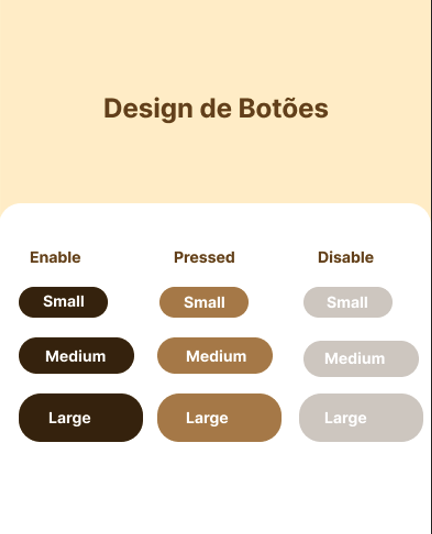 Design de Botões
Enable Pressed Disable
Small Small Small
Medium Medium Medium
Large Large Large